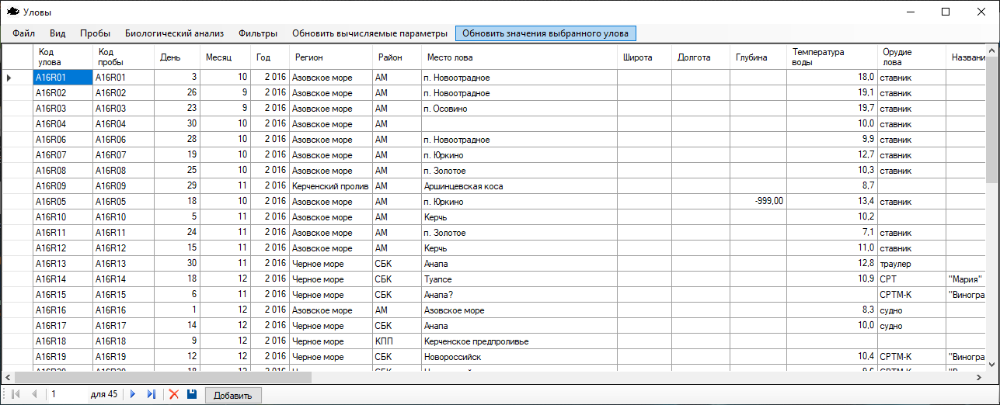 Уловы
Файл Вид Пробы Биологический анализ Фильтры Обновить вычисляемые параметры Обновить значения выбранного улова
Код улова Код пробы День Месяц Год Регион Район Место лова Широта Долгота Глубина Температура воды Орудие лова Названи
A16R01 A16R01 3 10 2 016 Азовское море АМ п. Новоотрадное 18,0 ставник
A16R02 A16R02 26 9 2 016 Азовское море АМ п. Новоотрадное 19,1 ставник
A16R03 A16R03 23 9 2 016 Азовское море АМ п. Осовино 19,7 ставник
A16R04 A16R04 30 10 2 016 Азовское море АМ 10,0 ставник
A16R06 A16R06 28 10 2 016 Азовское море АМ п. Новоотрадное 9,9 ставник
A16R07 A16R07 19 10 2 016 Азовское море АМ п. Юркино 12,7 ставник
A16R08 A16R08 25 10 2 016 Азовское море АМ п. Золотое 10,3 ставник
A16R09 A16R09 29 11 2 016 Керченский пролив АМ Аршинцевская коса 8,7
A16R05 A16R05 18 10 2 016 Азовское море АМ п. Юркино -999,00 13,4 ставник
A16R10 A16R10 5 11 2 016 Азовское море АМ Керчь 10,2
A16R11 A16R11 24 11 2 016 Азовское море АМ п. Золотое 7,1 ставник
A16R12 A16R12 15 11 2 016 Азовское море АМ Керчь 11,0 ставник
A16R13 A16R13 30 11 2 016 Черное море СБК Анапа 12,8 траулер
A16R14 A16R14 18 12 2 016 Черное море СБК Туапсе 10,9 СРТ "Мария"
A16R15 A16R15 6 11 2 016 Черное море СБК Анапа? СРТМ-К "Виногра
A16R16 A16R16 1 12 2 016 Азовское море АМ Азовское море 8,3 судно
A16R17 A16R17 14 12 2 016 Черное море СБК Анапа 10,0 судно
A16R18 A16R18 9 12 2 016 Черное море КПП Керченское предпроливье
A16R19 A16R19 12 12 2 016 Черное море СБК Новороссийск 10,4 СРТМ-К "Виногра
1 для 45 Добавить